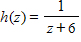 h(z) = 1/(z + 6)